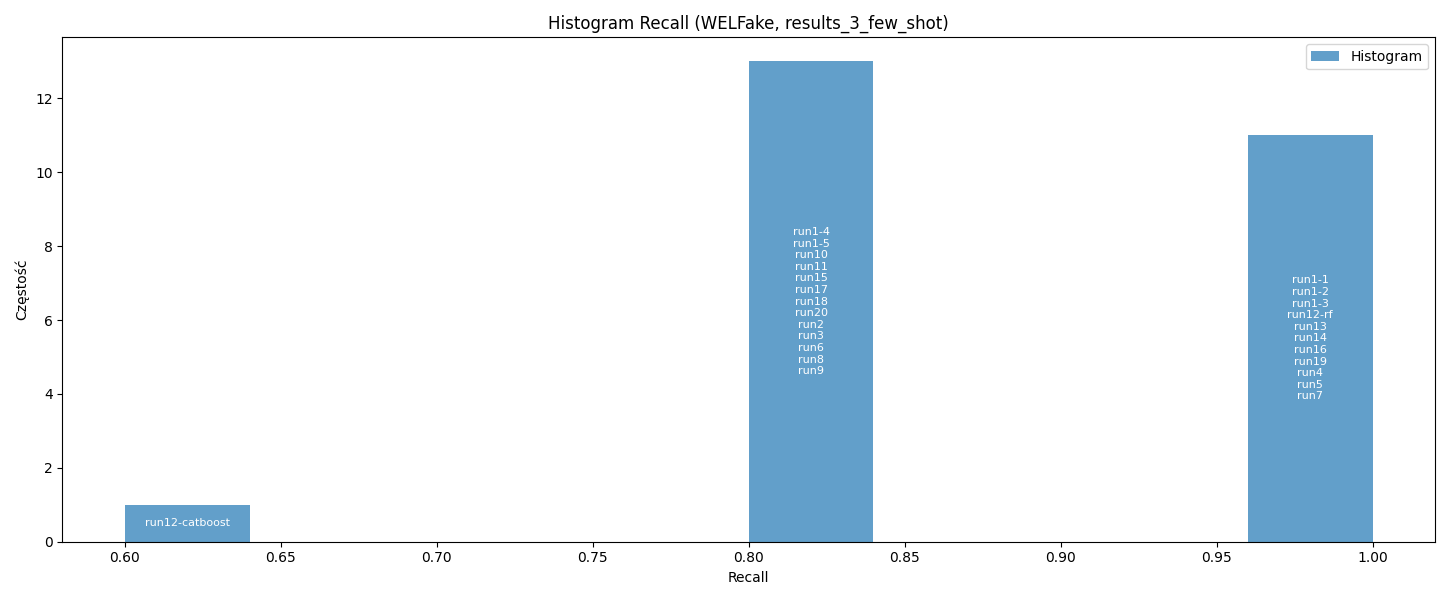 Histogram Recall (WELFake, results_3_few_shot)
Histogram
Częstość
12
10
8
6
4
2
0
run12-catboost
run1-4
run1-5
run10
run11
run15
run17
run18
run20
run2
run3
run6
run8
run9
run1-1
run1-2
run1-3
run12-rf
run13
run14
run16
run19
run4
run5
run7
0.60 0.65 0.70 0.75 0.80 0.85 0.90 0.95 1.00
Recall